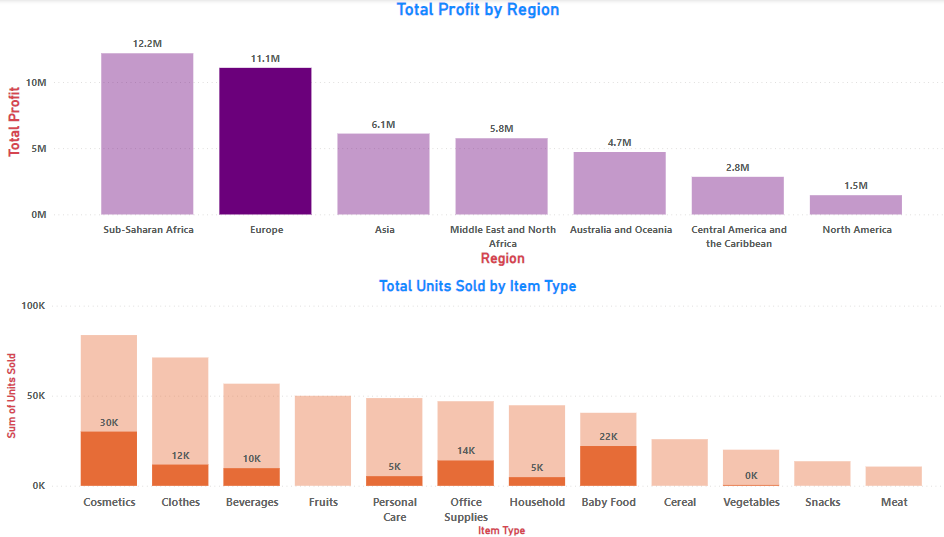 Total Profit by Region
Total Profit
10M
5M
0M
12.2M
11.1M
6.1M
5.8M
4.7M
2.8M
1.5M
Sub-Saharan Africa
Europe
Asia
Middle East and North
Africa
Australia and Oceania
Central America and
the Caribbean
North America
Region
Total Units Sold by Item Type
Sum of Units Sold
100K
50K
0K
30K
12K
10K
5K
14K
5K
22K
0K
Cosmetics
Clothes
Beverages
Fruits
Personal
Care
Office
Supplies
Household
Baby Food
Cereal
Vegetables
Snacks
Meat
Item Type